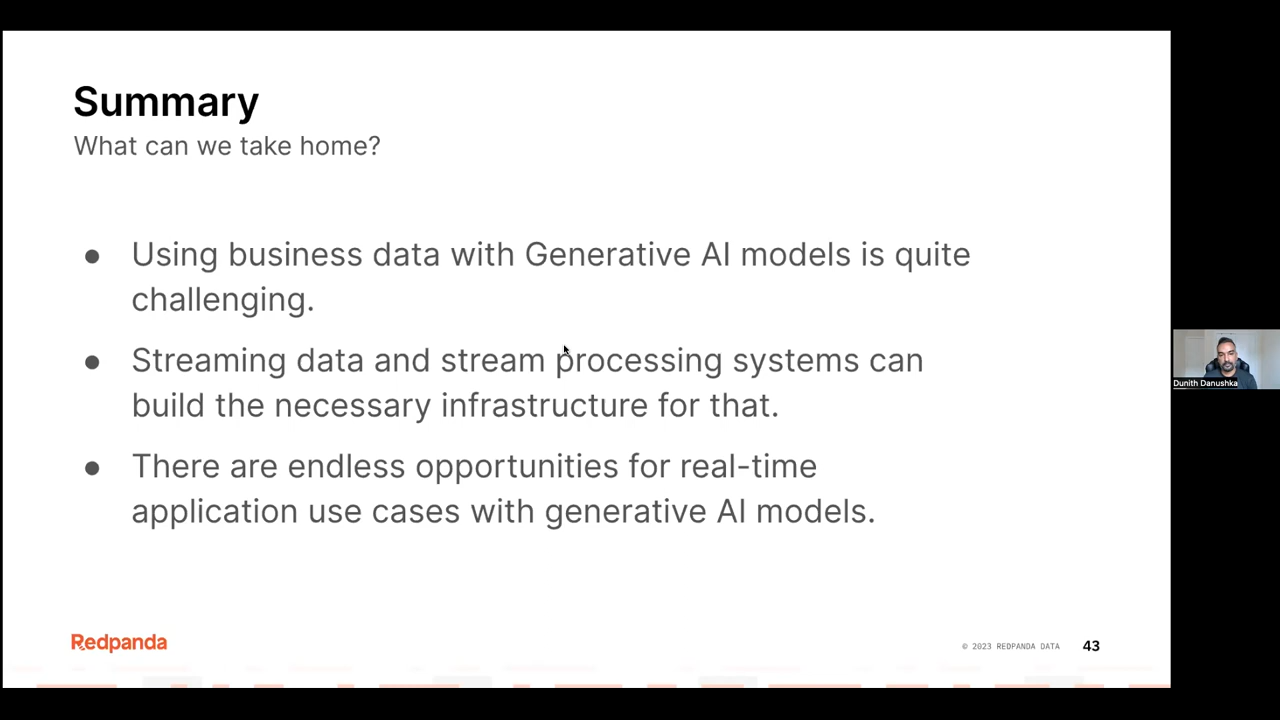 Summary
What can we take home?
● Using business data with Generative AI models is quite
challenging.
● Streaming data and stream processing systems can
build the necessary infrastructure for that.
● There are endless opportunities for real-time
application use cases with generative AI models.
Redpanda
© 2023 REDPANDA DATA 43
Dunith Danushka